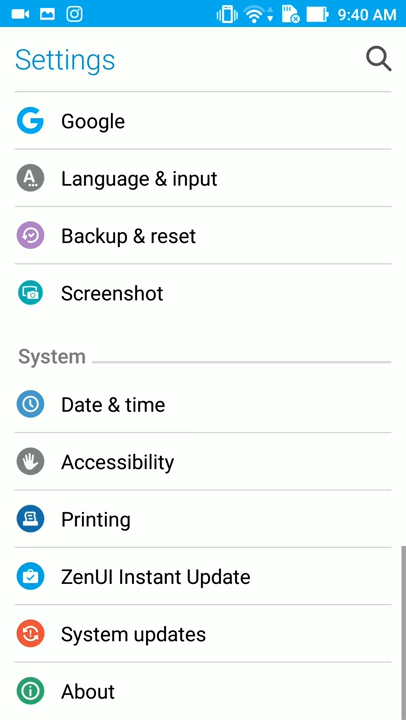 9:40 AM
Settings
Google
Language & input
Backup & reset
Screenshot
System
Date & time
Accessibility
Printing
ZenUI Instant Update
System updates
About